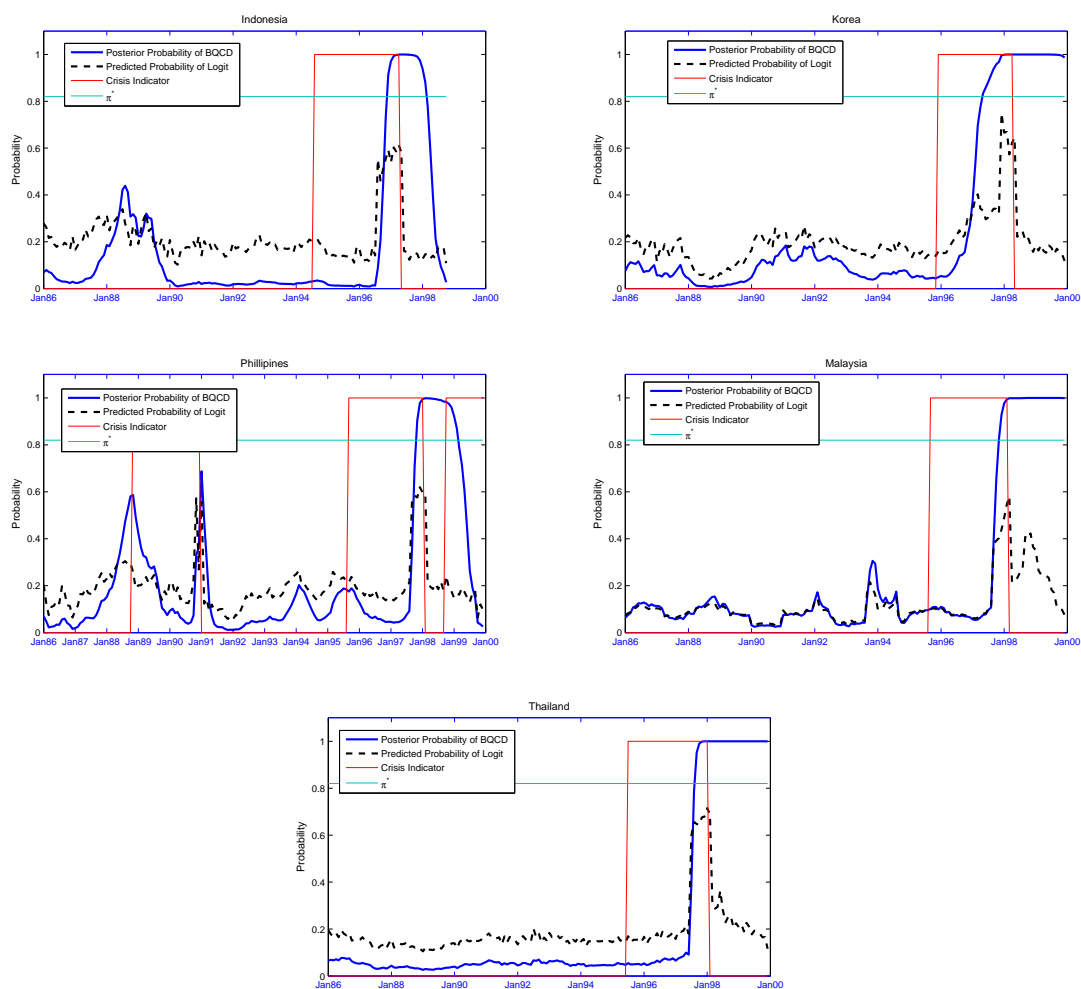 Indonesia
Posterior Probability of BQCD
Predicted Probability of Logit
Crisis Indicator
π*
Probability
1
0.8
0.6
0.4
0.2
0
Jan86 Jan88 Jan90 Jan92 Jan94 Jan96 Jan98 Jan00
Korea
Posterior Probability of BQCD
Predicted Probability of Logit
Crisis Indicator
π*
Probability
1
0.8
0.6
0.4
0.2
0
Jan86 Jan88 Jan90 Jan92 Jan94 Jan96 Jan98 Jan00
Phillipines
Posterior Probability of BQCD
Predicted Probability of Logit
Crisis Indicator
π*
Probability
1
0.8
0.6
0.4
0.2
0
Jan86 Jan87 Jan88 Jan89 Jan90 Jan91 Jan92 Jan93 Jan94 Jan95 Jan96 Jan97 Jan98 Jan99 Jan00
Malaysia
Posterior Probability of BQCD
Predicted Probability of Logit
Crisis Indicator
π*
Probability
1
0.8
0.6
0.4
0.2
0
Jan86 Jan88 Jan90 Jan92 Jan94 Jan96 Jan98 Jan00
Thailand
Posterior Probability of BQCD
Predicted Probability of Logit
Crisis Indicator
π*
Probability
1
0.8
0.6
0.4
0.2
0
Jan86 Jan88 Jan90 Jan92 Jan94 Jan96 Jan98 Jan00